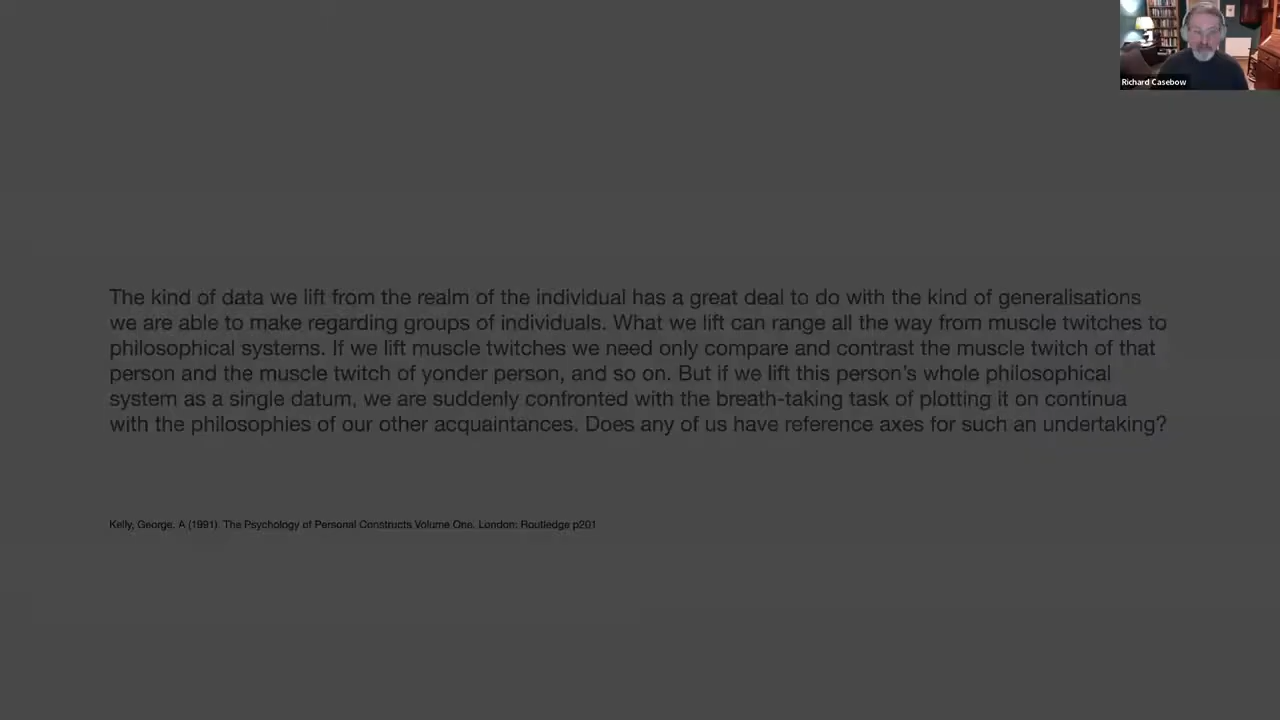 Richard Casebow
The kind of data we lift from the realm of the individual has a great deal to do with the kind of generalisations
we are able to make regarding groups of individuals. What we lift can range all the way from muscle twitches to
philosophical systems. If we lift muscle twitches we need only compare and contrast the muscle twitch of that
person and the muscle twitch of yonder person, and so on. But if we lift this person’s whole philosophical
system as a single datum, we are suddenly confronted with the breath-taking task of plotting it on continua
with the philosophies of our other acquaintances. Does any of us have reference axes for such an undertaking?
Kelly, George. A (1991). The Psychology of Personal Constructs Volume One. London: Routledge p201